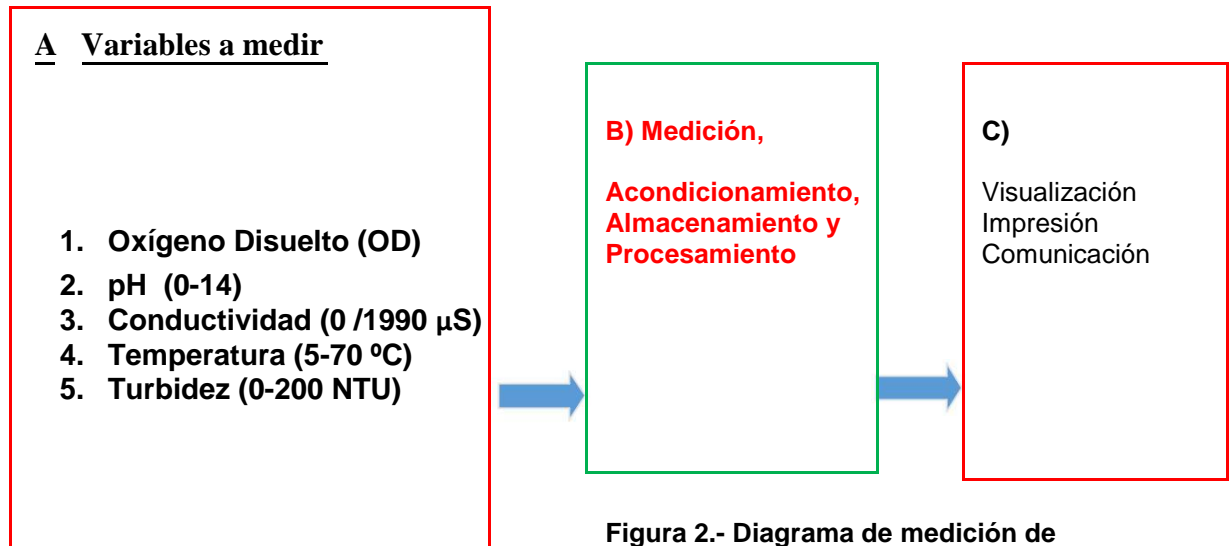 A Variables a medir
1. Oxígeno Disuelto (OD)
2. pH (0-14)
3. Conductividad (0 /1990 µS)
4. Temperatura (5-70 ºC)
5. Turbidez (0-200 NTU)
B) Medición,
Acondicionamiento,
Almacenamiento y
Procesamiento
C)
Visualización
Impresión
Comunicación
Figura 2.- Diagrama de medición de